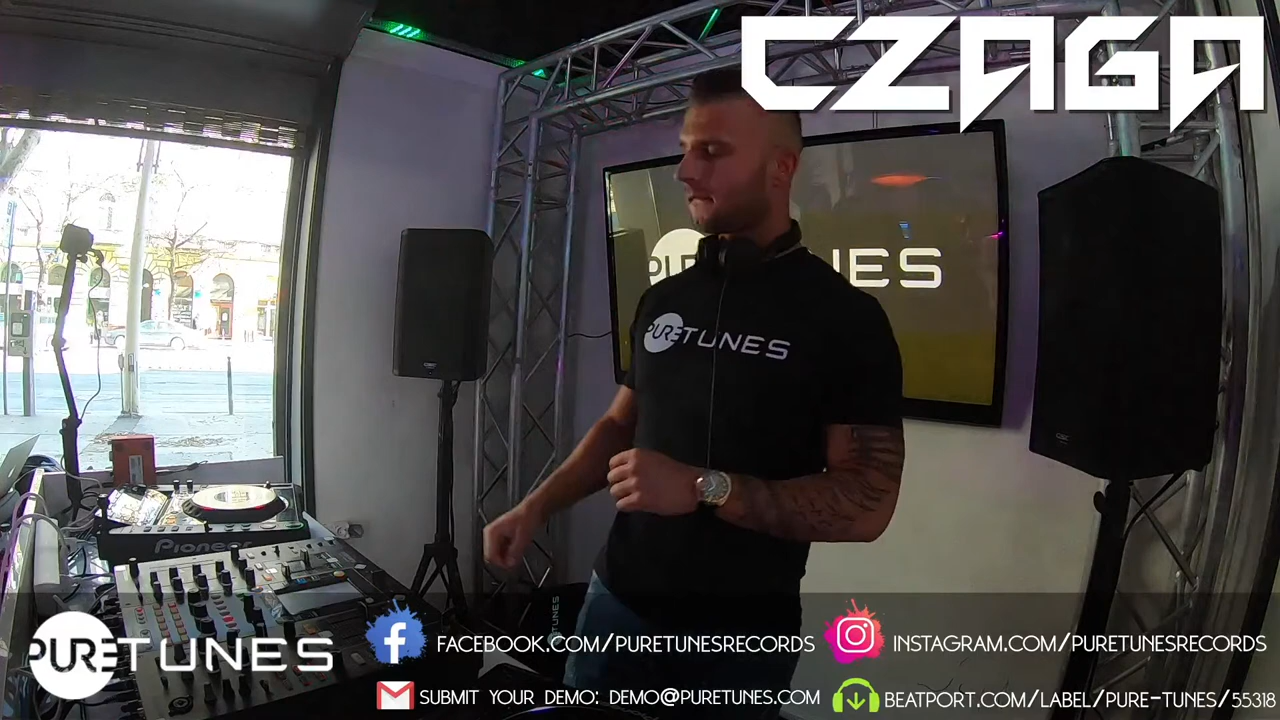 CZAGA
PURETUNES
PURETUNES
Pioneer
PURETUNES
FACEBOOK.COM/PURETUNESRECORDS
INSTAGRAM.COM/PURETUNESRECORDS
SUBMIT YOUR DEMO: DEMO@PURETUNES.COM
BEATPORT.COM/LABEL/PURE-TUNES/55318